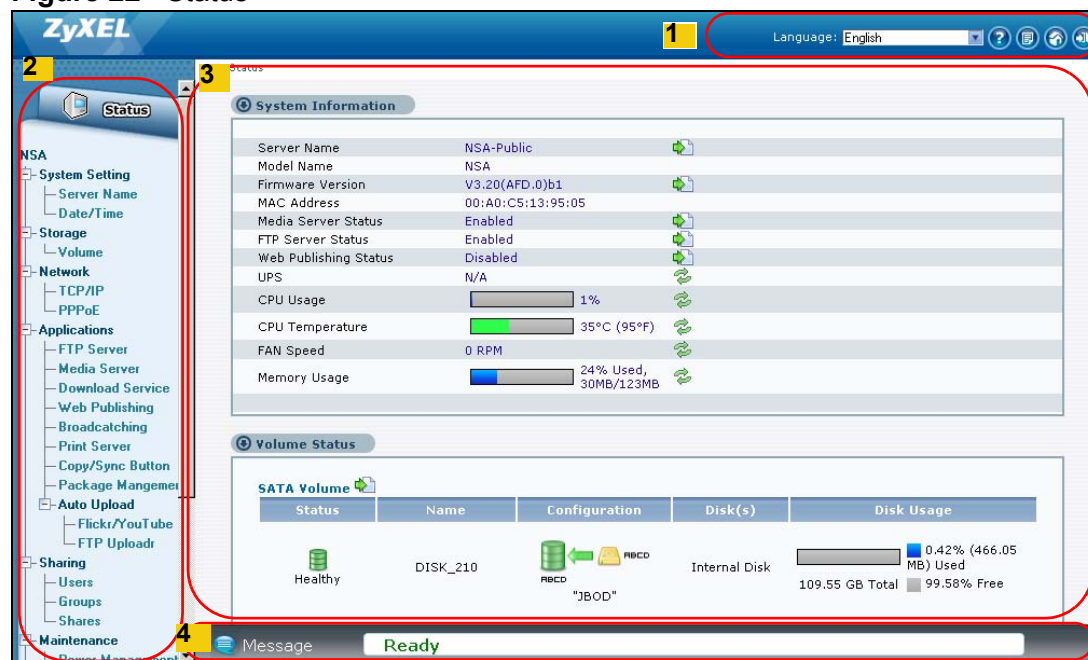 Figure 22 Status
ZyXEL
1
Language: English
2
3
Status
Status
NSA
System Setting
Server Name
Date/Time
Storage
Volume
Network
TCP/IP
PPPoE
Applications
FTP Server
Media Server
Download Service
Web Publishing
Broadcatching
Print Server
Copy/Sync Button
Package Mangemer
Auto Upload
Flickr/YouTube
FTP Uploadr
Sharing
Users
Groups
Shares
Maintenance
Power Management
System Information
Server Name NSA-Public
Model Name NSA
Firmware Version V3.20(AFD.0)b1
MAC Address 00:A0:C5:13:95:05
Media Server Status Enabled
FTP Server Status Enabled
Web Publishing Status Disabled
UPS N/A
CPU Usage 1%
CPU Temperature 35°C (95°F)
FAN Speed 0 RPM
Memory Usage 24% Used,
30MB/123MB
Volume Status
SATA Volume
Status Name Configuration Disk(s) Disk Usage
Healthy DISK_210 ABCD ABCD "JBOD" Internal Disk 0.42% (466.05
MB) Used
109.55 GB Total 99.58% Free
4
Message Ready